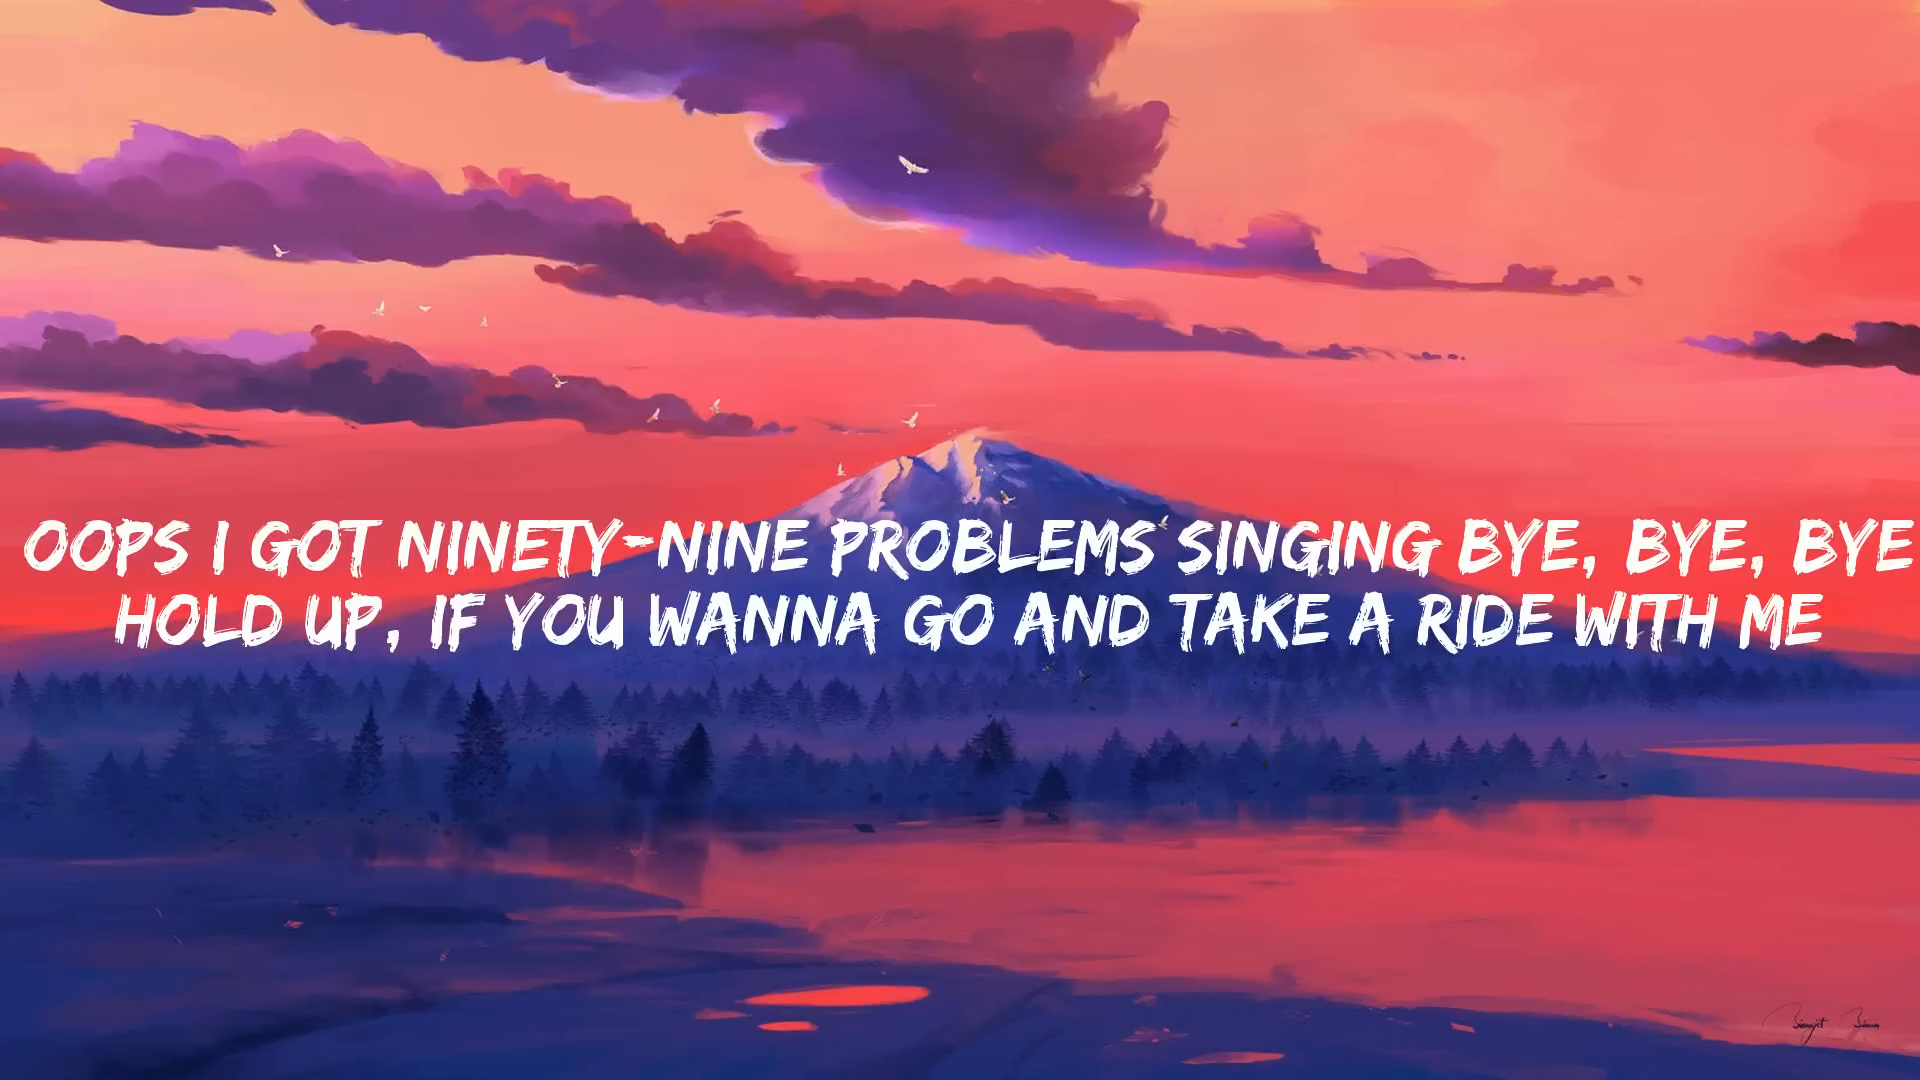 OOPS I GOT NINETY-NINE PROBLEMS SINGING BYE, BYE, BYE
HOLD UP, IF YOU WANNA GO AND TAKE A RIDE WITH ME